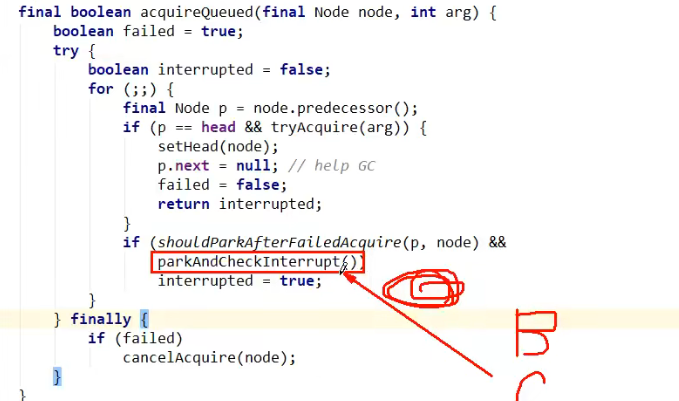 final boolean acquireQueued(final Node node, int arg) {
boolean failed = true;
try {
boolean interrupted = false;
for (;;) {
final Node p = node.predecessor();
if (p == head && tryAcquire(arg)) {
setHead(node);
p.next = null; // help GC
failed = false;
return interrupted;
}
if (shouldParkAfterFailedAcquire(p, node) &&
parkAndCheckInterrupt())
interrupted = true;
}
B
} finally {
if (failed)
cancelAcquire(node);
}
}